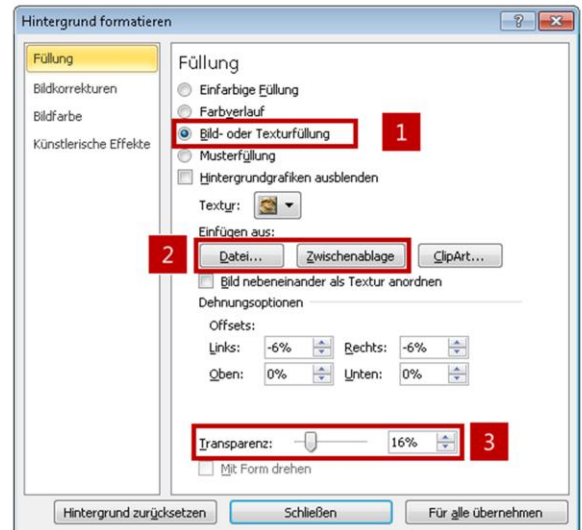 Hintergrund formatieren
Füllung
Bildkorrekturen
Bildfarbe
Künstlerische Effekte
Füllung
Einfarbige Füllung
Farbverlauf
Bild- oder Texturfüllung
1
Musterfüllung
Hintergrundgrafiken ausblenden
Textur:
Einfügen aus:
2
Datei... Zwischenablage ClipArt...
Bild nebeneinander als Textur anordnen
Dehnungsoptionen
Offsets:
Links: -6% Rechts: -6%
Oben: 0% Unten: 0%
Transparenz: 16% 3
Mit Form drehen
Hintergrund zurücksetzen Schließen Für alle übernehmen